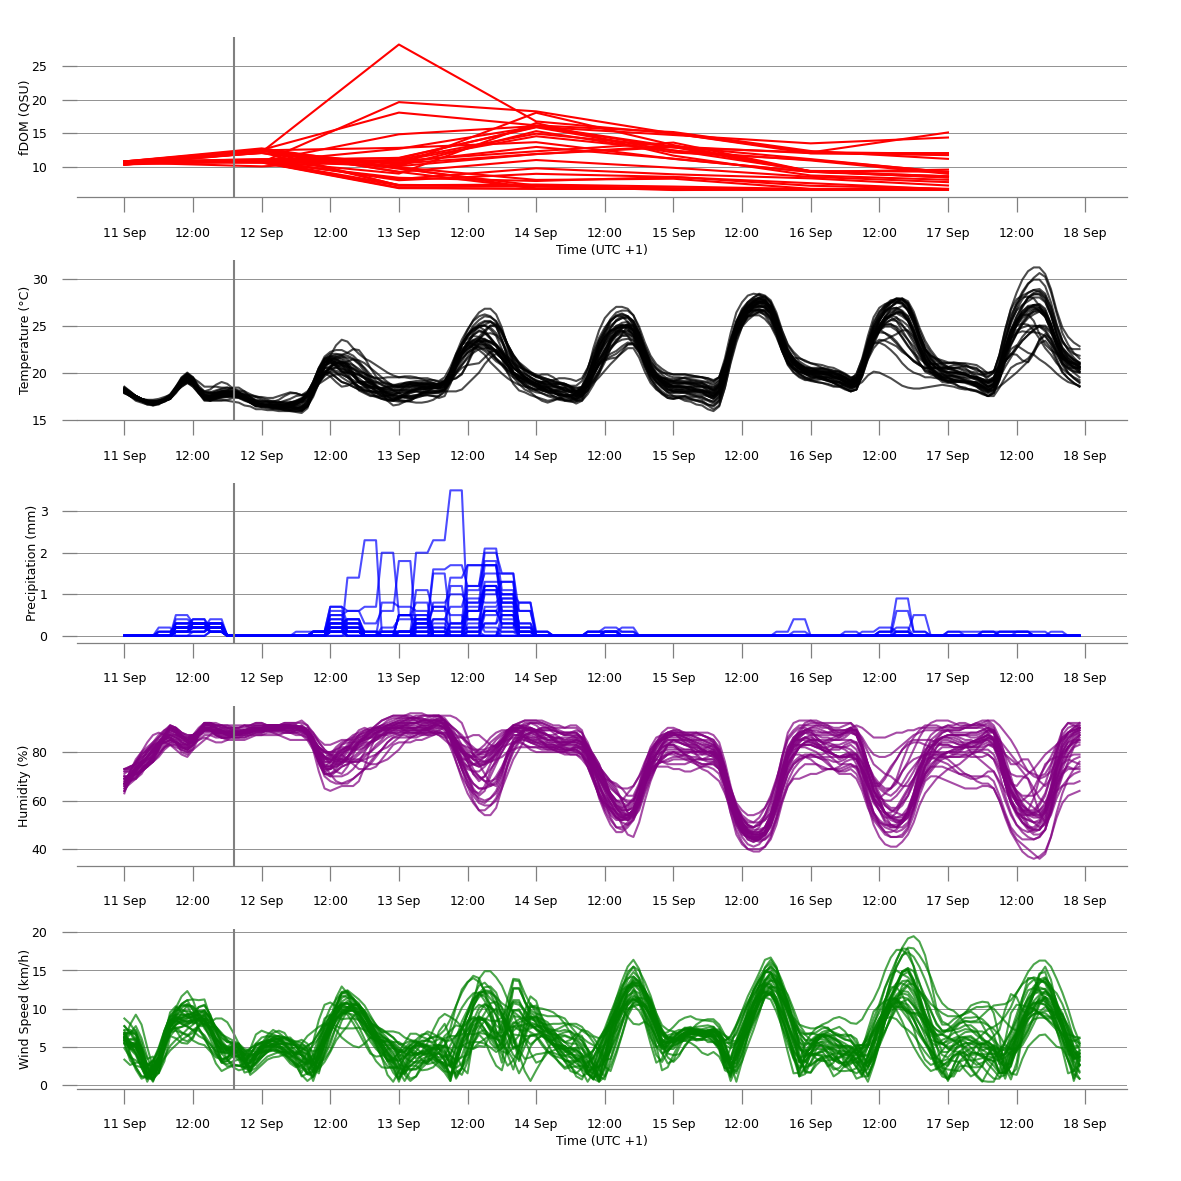 fDOM (QSU)
25
20
15
10
11 Sep 12:00 12 Sep 12:00 13 Sep 12:00 14 Sep 12:00 15 Sep 12:00 16 Sep 12:00 17 Sep 12:00 18 Sep
Time (UTC +1)
Temperature (°C)
30
25
20
15
11 Sep 12:00 12 Sep 12:00 13 Sep 12:00 14 Sep 12:00 15 Sep 12:00 16 Sep 12:00 17 Sep 12:00 18 Sep
Precipitation (mm)
3
2
1
0
11 Sep 12:00 12 Sep 12:00 13 Sep 12:00 14 Sep 12:00 15 Sep 12:00 16 Sep 12:00 17 Sep 12:00 18 Sep
Humidity (%)
80
60
40
11 Sep 12:00 12 Sep 12:00 13 Sep 12:00 14 Sep 12:00 15 Sep 12:00 16 Sep 12:00 17 Sep 12:00 18 Sep
Wind Speed (km/h)
20
15
10
5
0
11 Sep 12:00 12 Sep 12:00 13 Sep 12:00 14 Sep 12:00 15 Sep 12:00 16 Sep 12:00 17 Sep 12:00 18 Sep
Time (UTC +1)